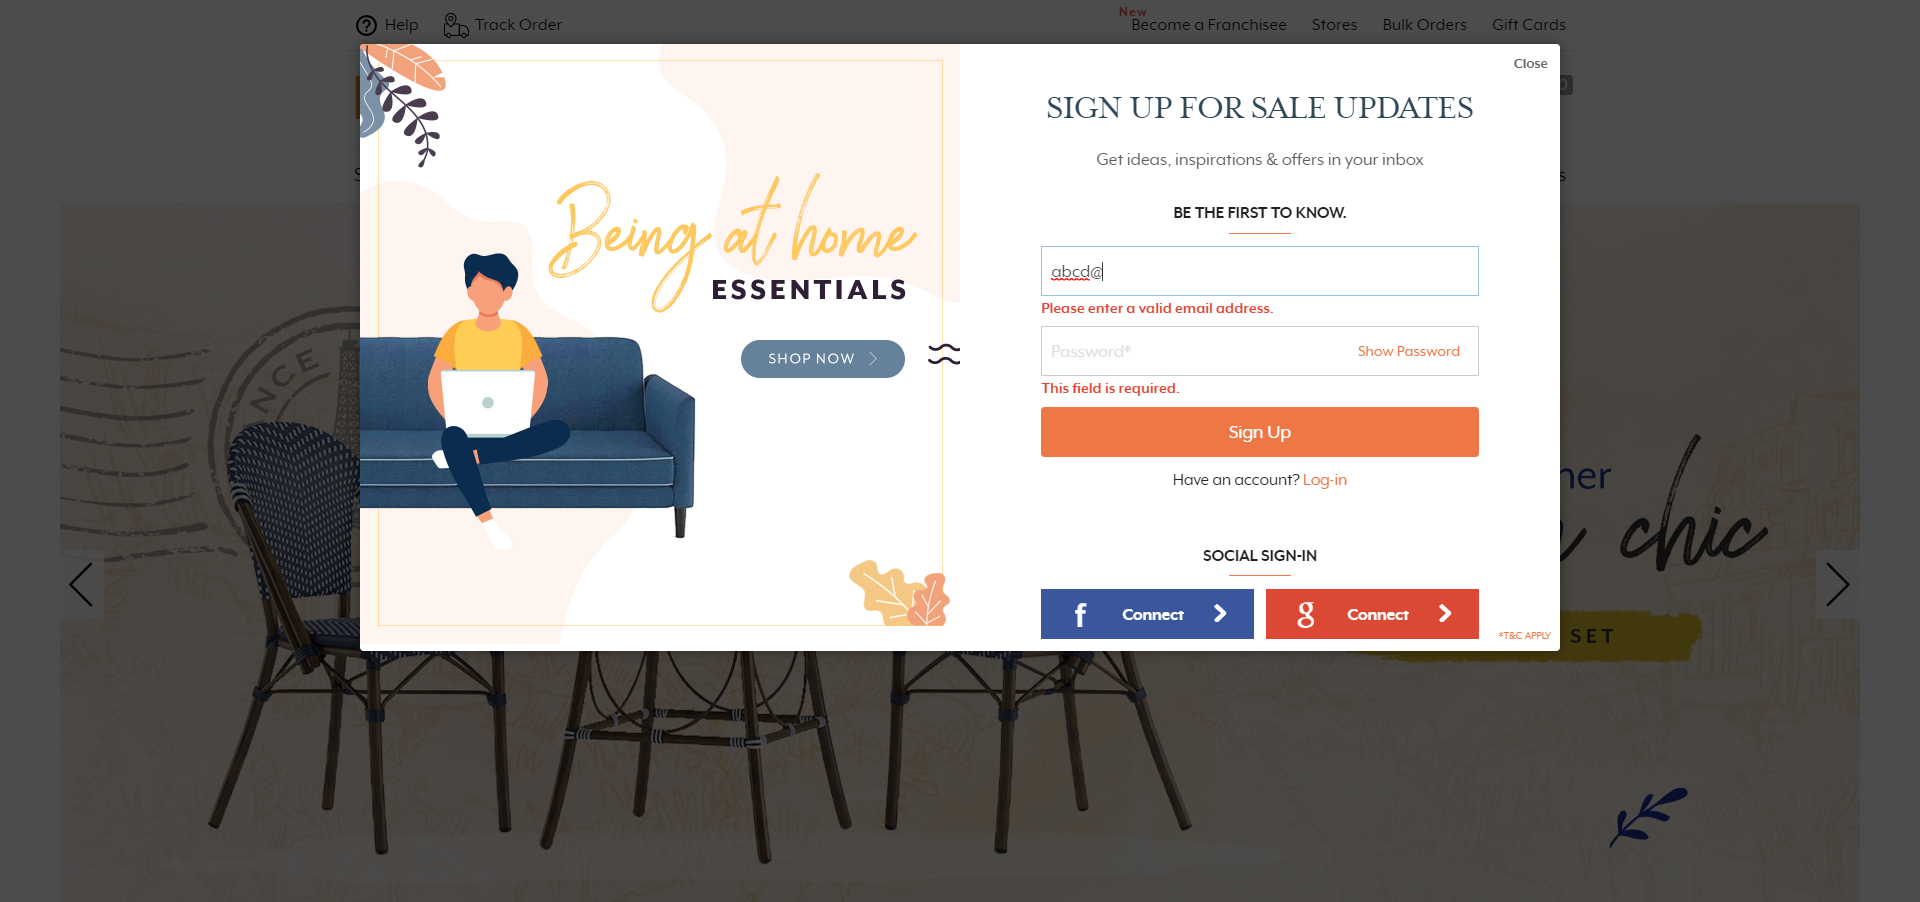 Help
Track Order
New
Become a Franchisee
Stores
Bulk Orders
Gift Cards
Close
SIGN UP FOR SALE UPDATES
Get ideas, inspirations & offers in your inbox
BE THE FIRST TO KNOW.
abcd@
Please enter a valid email address.
Password*
Show Password
This field is required.
Sign Up
Have an account? Log-in
SOCIAL SIGN-IN
f Connect
g Connect
*T&C APPLY
Being at home
ESSENTIALS
SHOP NOW
chic
SET